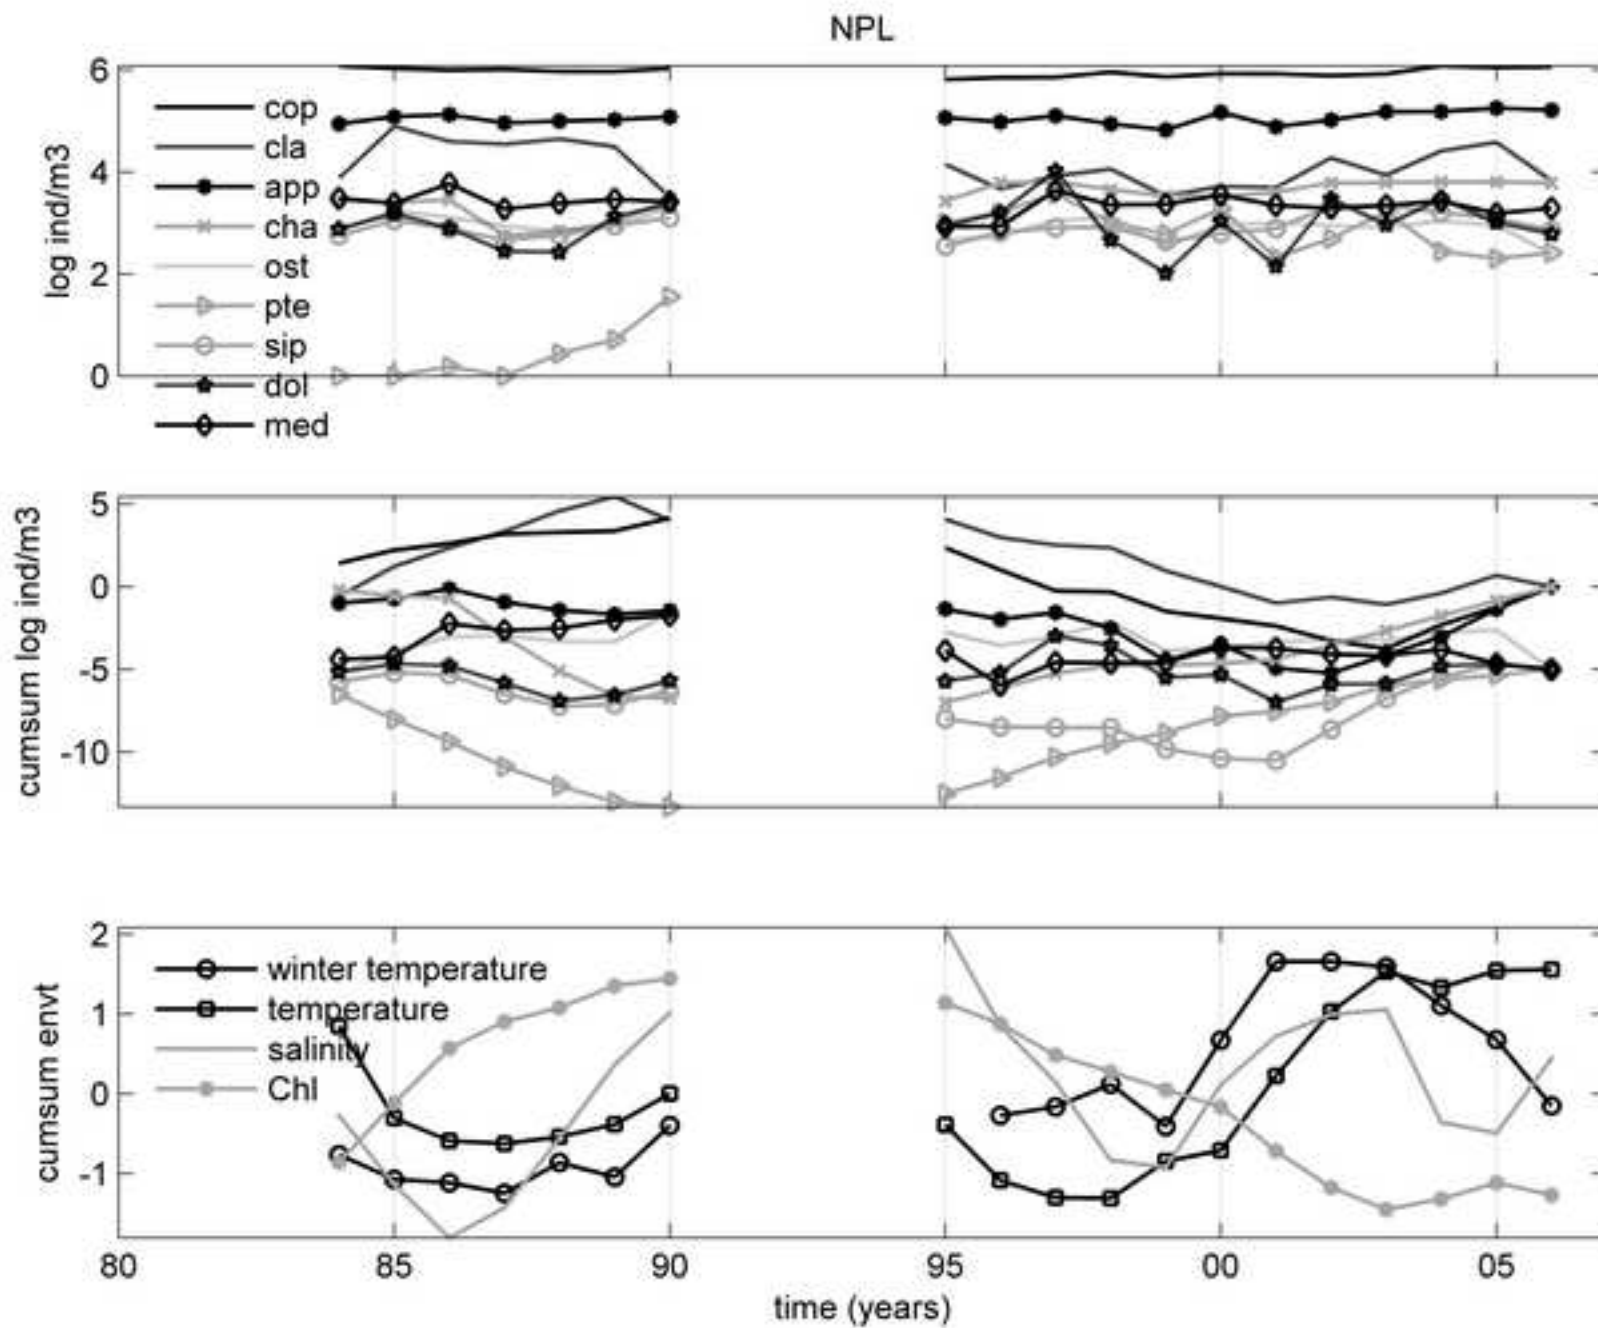 NPL
log ind/m3
6
4
2
0
cop
cla
app
cha
ost
pte
sip
dol
med
cumsum log ind/m3
5
0
-5
-10
cumsum envt
2
1
0
-1
winter temperature
temperature
salinity
Chl
80 85 90 95 00 05
time (years)